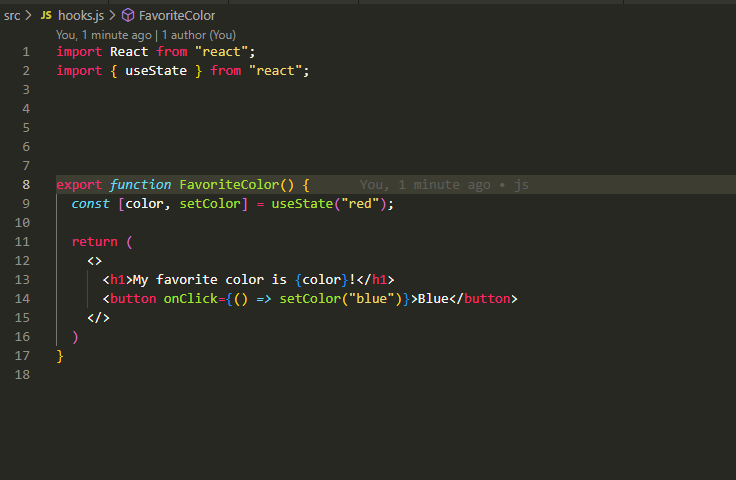 src > JS hooks.js > FavoriteColor
You, 1 minute ago | 1 author (You)
1 import React from "react";
2 import { useState } from "react";
3
4
5
6
7
8 export function FavoriteColor() { You, 1 minute ago • js
9 const [color, setColor] = useState("red");
10
11 return (
12 <>
13 <h1>My favorite color is {color}!</h1>
14 <button onClick={() => setColor("blue")}>Blue</button>
15 </>
16 )
17 }
18